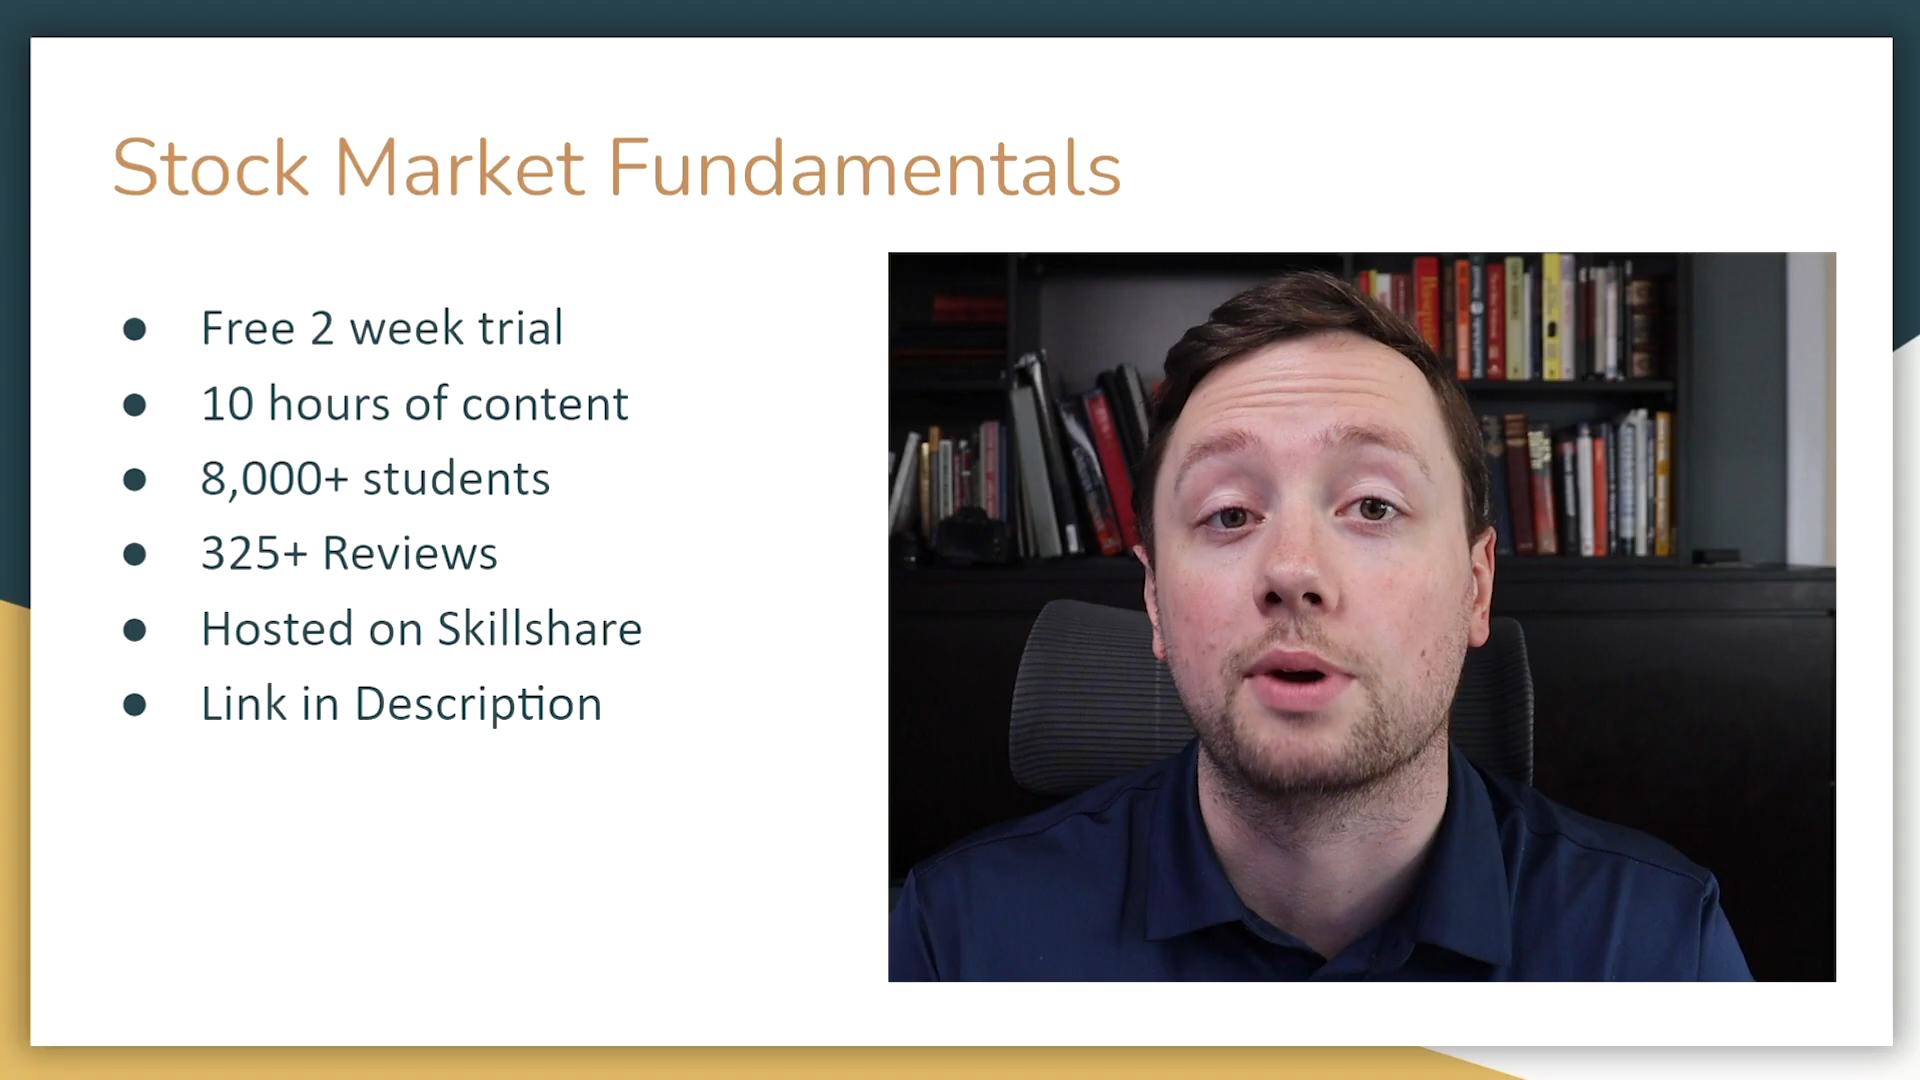 Stock Market Fundamentals
● Free 2 week trial
● 10 hours of content
● 8,000+ students
● 325+ Reviews
● Hosted on Skillshare
● Link in Description